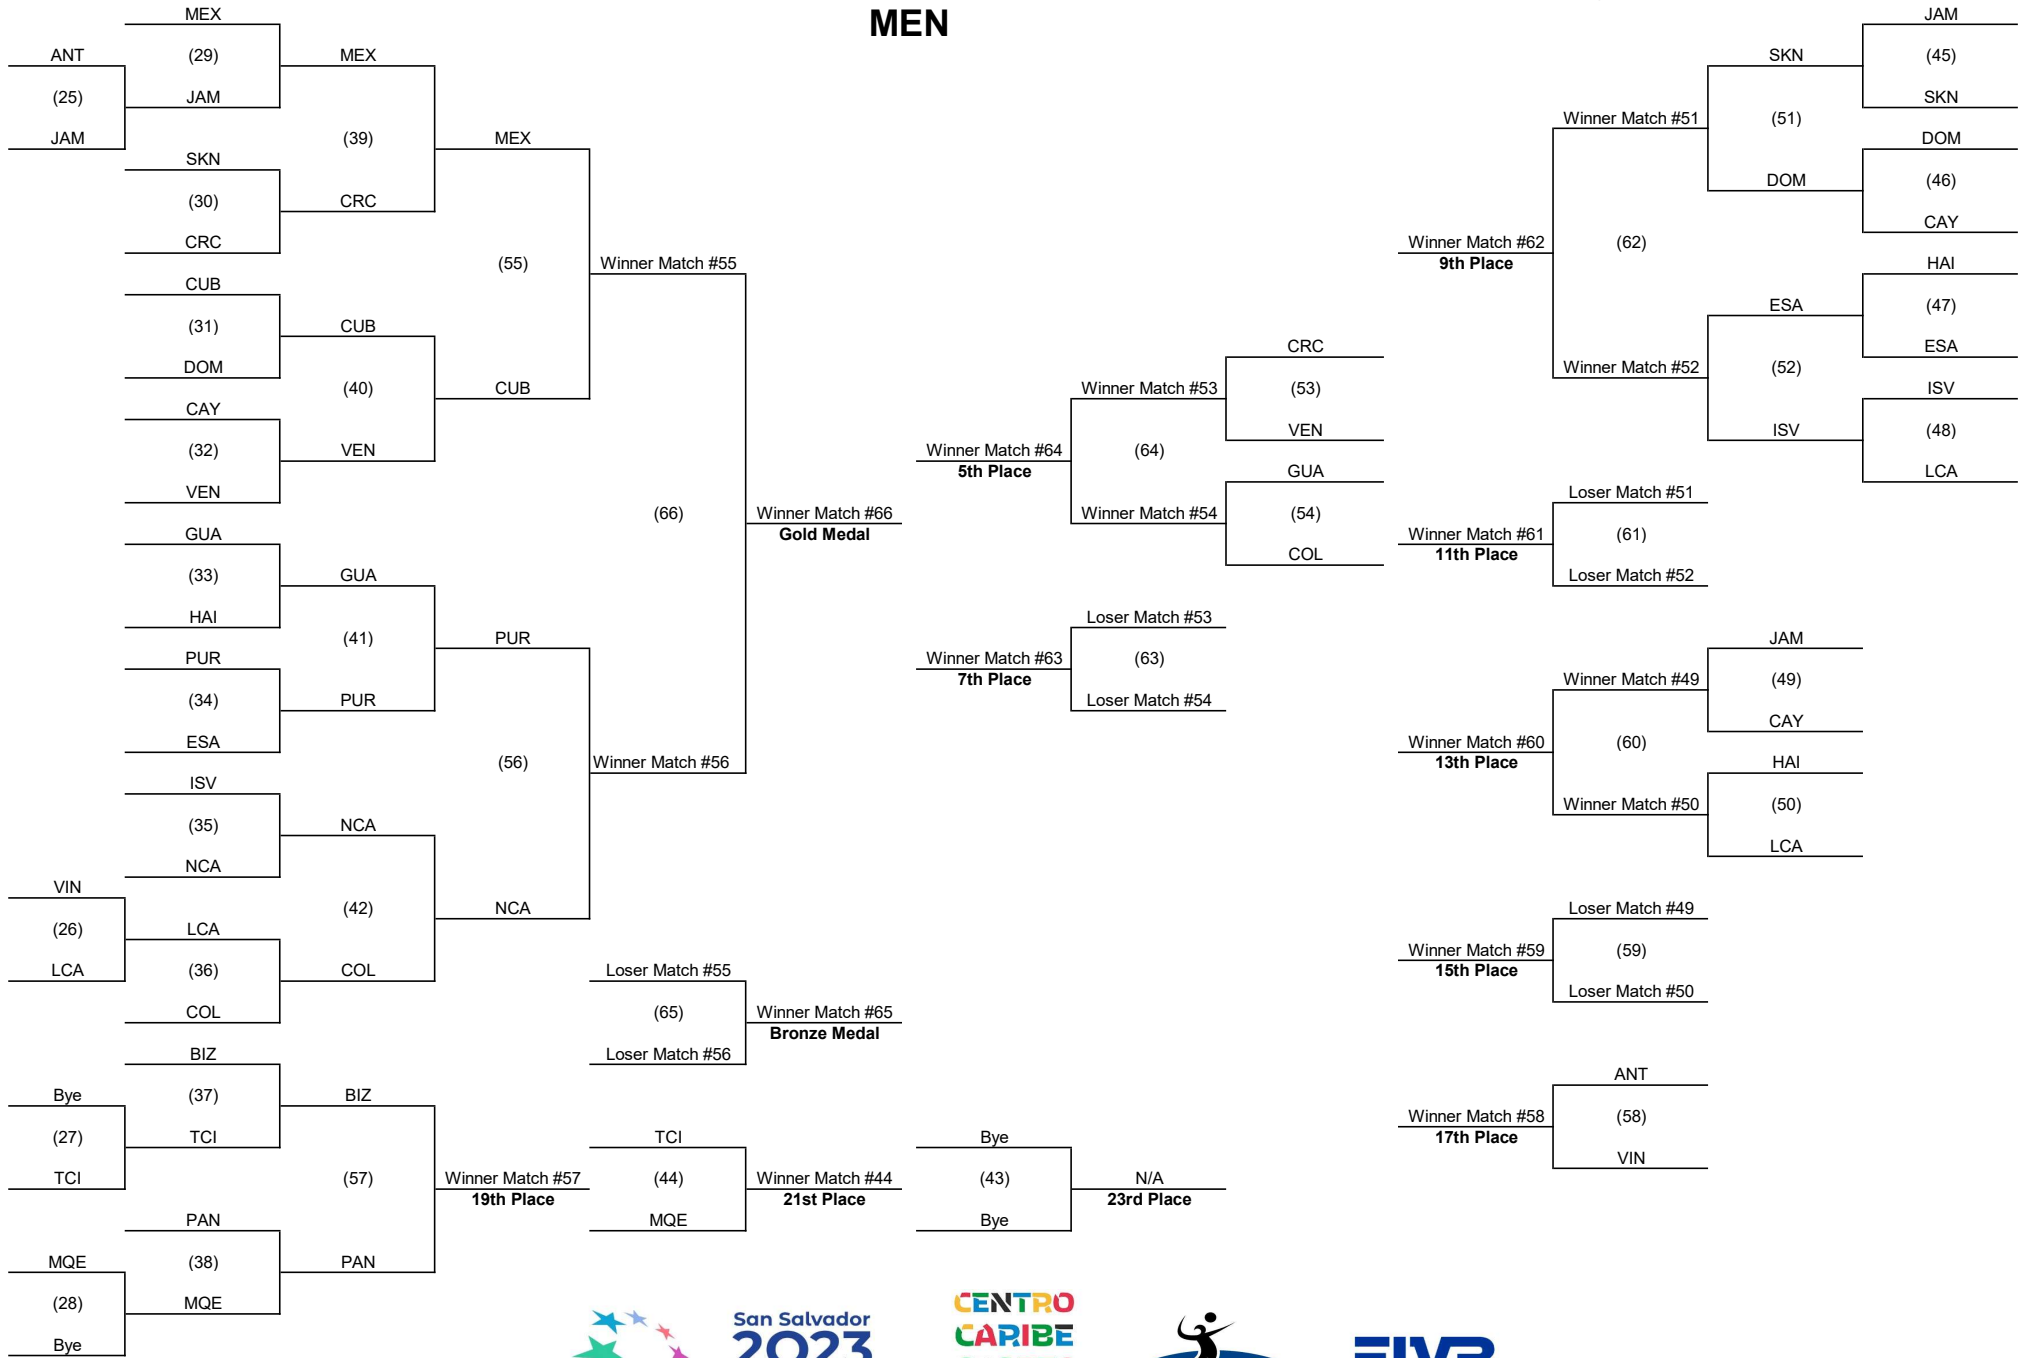 MEN
MEX
ANT
(29)
MEX
(25)
JAM
JAM
(39)
MEX
SKN
(30)
CRC
CRC
(55)
Winner Match #55
CUB
(31)
CUB
DOM
(40)
CUB
CAY
(32)
VEN
VEN
(66)
Winner Match #66
Gold Medal
GUA
(33)
GUA
HAI
(41)
PUR
PUR
(34)
PUR
ESA
(56)
Winner Match #56
ISV
(35)
NCA
NCA
VIN
(42)
NCA
(26)
LCA
LCA
(36)
COL
COL
Loser Match #55
(65)
Winner Match #65
Bronze Medal
Loser Match #56
BIZ
Bye
(37)
BIZ
(27)
TCI
TCI
(57)
Winner Match #57
19th Place
PAN
MQE
(38)
PAN
(28)
MQE
Bye
TCI
(44)
Winner Match #44
21st Place
MQE
Bye
(43)
N/A
23rd Place
Bye
CRC
Winner Match #53
(53)
VEN
Winner Match #64
5th Place
(64)
GUA
Winner Match #54
(54)
COL
Loser Match #53
Winner Match #63
7th Place
(63)
Loser Match #54
JAM
SKN
(45)
SKN
Winner Match #51
(51)
DOM
DOM
(46)
CAY
Winner Match #62
9th Place
(62)
HAI
ESA
(47)
ESA
Winner Match #52
(52)
ISV
ISV
(48)
LCA
Loser Match #51
Winner Match #61
11th Place
(61)
Loser Match #52
JAM
Winner Match #49
(49)
CAY
Winner Match #60
13th Place
(60)
HAI
Winner Match #50
(50)
LCA
Loser Match #49
Winner Match #59
15th Place
(59)
Loser Match #50
ANT
Winner Match #58
17th Place
(58)
VIN
San Salvador
2023
CENTRO
CARIBE
FIVB